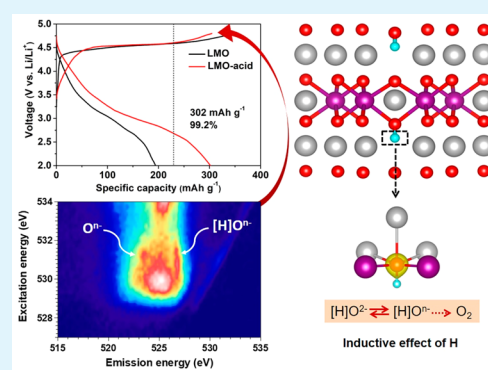 5.0
4.5
4.0
3.5
3.0
2.5
2.0
Voltage (V vs. Li/Li⁺)
LMO
LMO-acid
302 mAh g⁻¹
99.2%
0 100 200 300 400
Specific capacity (mAh g⁻¹)
534
532
530
528
Excitation energy (eV)
Oⁿ⁻
[H]Oⁿ⁻
515 520 525 530 535
Emission energy (eV)
[H]O²⁻ ⇌ [H]Oⁿ⁻ ····> O₂
Inductive effect of H